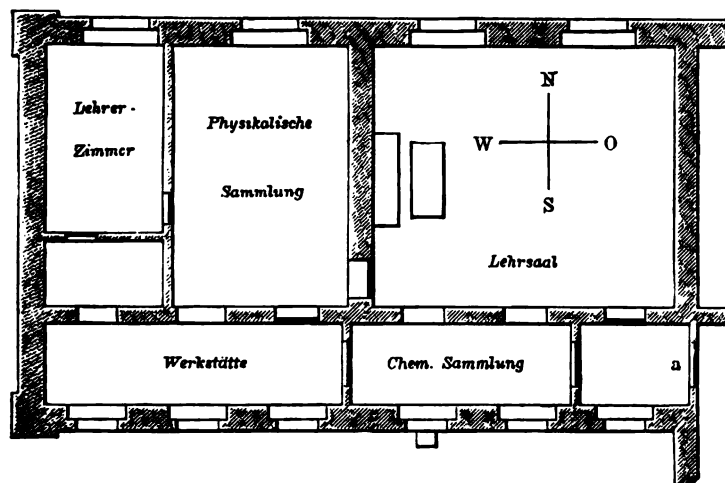 Lehrer-
Zimmer
Physikalische
Sammlung
N
W O
S
Lehrsaal
Werkstätte
Chem. Sammlung
a